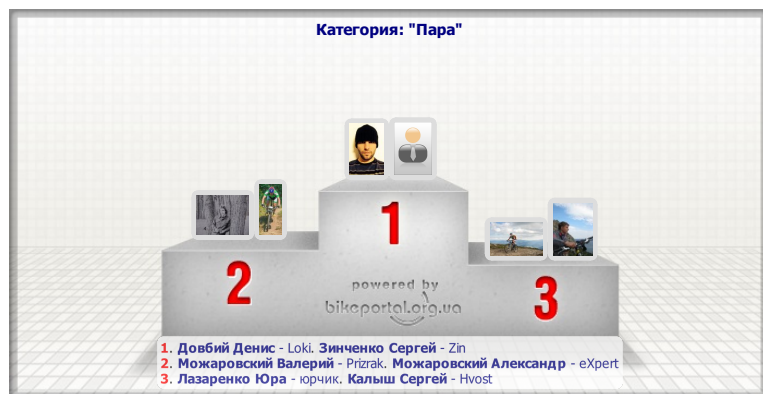 Категория: "Пара"
1
2
3
powered by
bikeportal.org.ua
1. Довбий Денис - Loki. Зинченко Сергей - Zin
2. Можаровский Валерий - Prizrak. Можаровский Александр - eXpert
3. Лазаренко Юра - юрчик. Калыш Сергей - Hvost